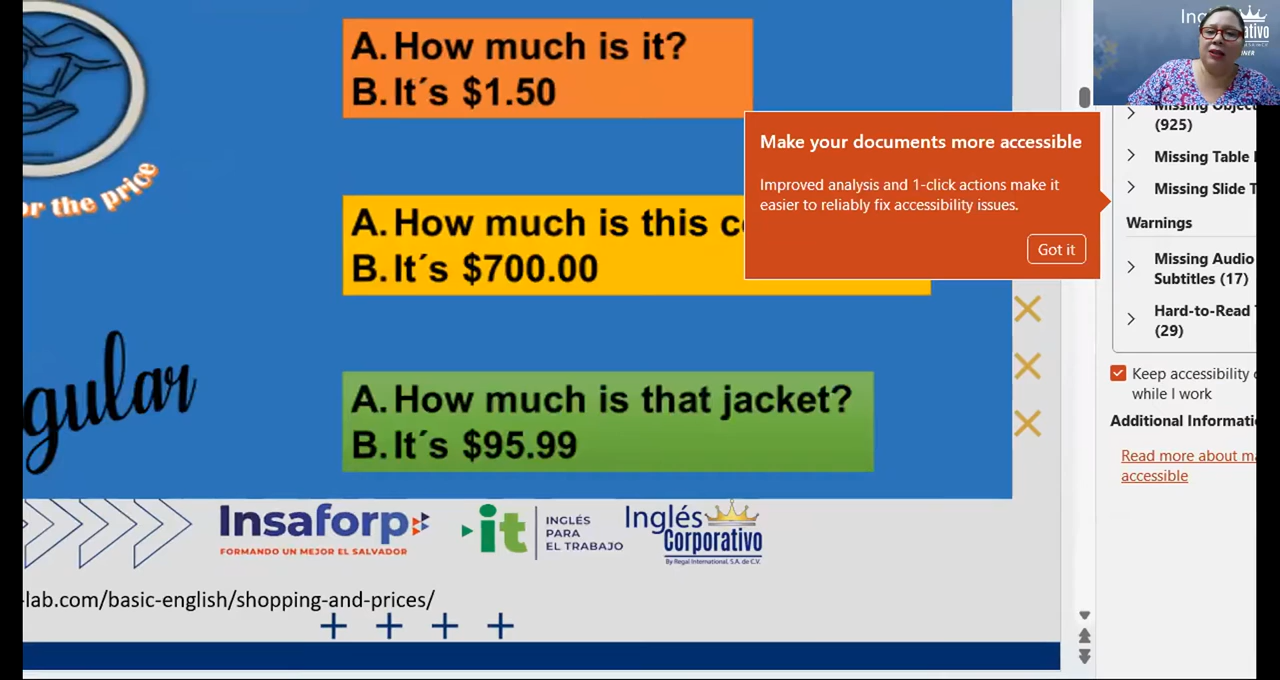 A. How much is it?
B. It´s $1.50
or the price
A. How much is this
B. It´s $700.00
gular
A. How much is that jacket?
B. It´s $95.99
Make your documents more accessible
Improved analysis and 1-click actions make it
easier to reliably fix accessibility issues.
Got it
(925)
Missing Table
Missing Slide
Warnings
Missing Audio
Subtitles (17)
Hard-to-Read
(29)
Keep accessibility
while I work
Additional Informati
Read more about
accessible
Insaforp
FORMANDO UN MEJOR EL SALVADOR
it
INGLÉS
PARA
EL TRABAJO
Inglés
Corporativo
By Regal International, S.A. de C.V.
-lab.com/basic-english/shopping-and-prices/